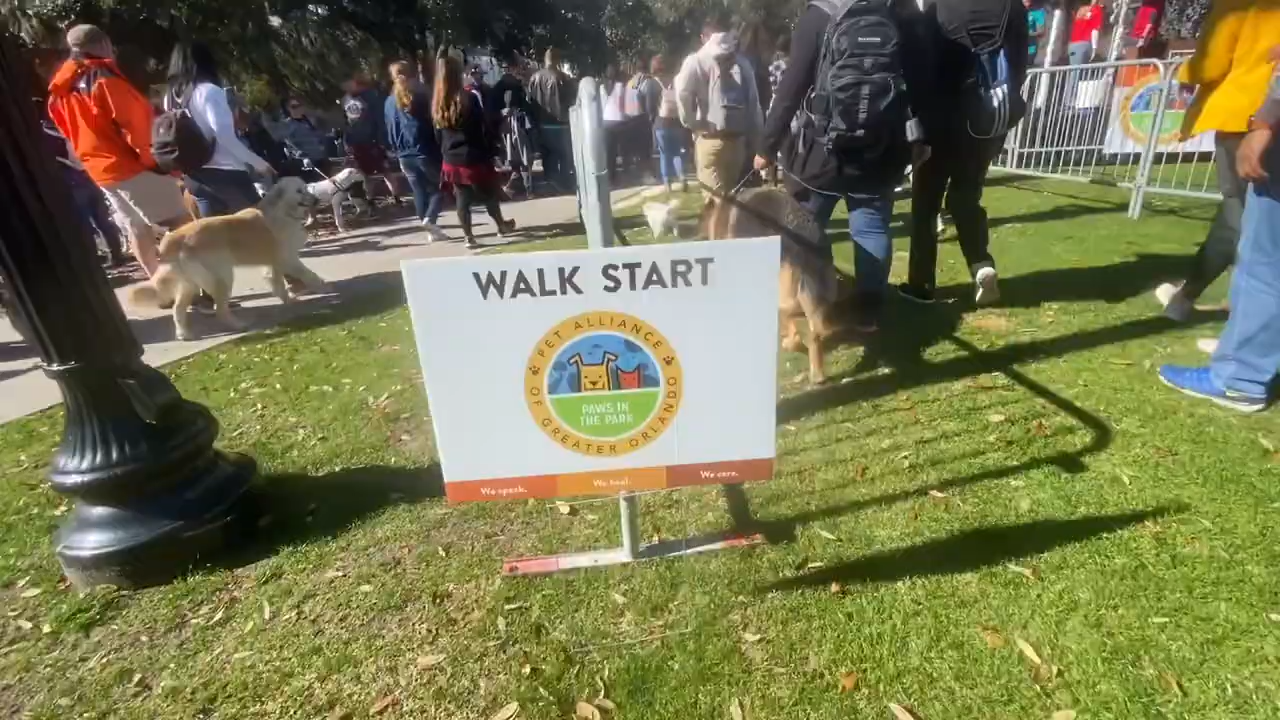 WALK START
PET ALLIANCE
OF GREATER ORLANDO
PAWS IN
THE PARK
We speak. We heal. We care.